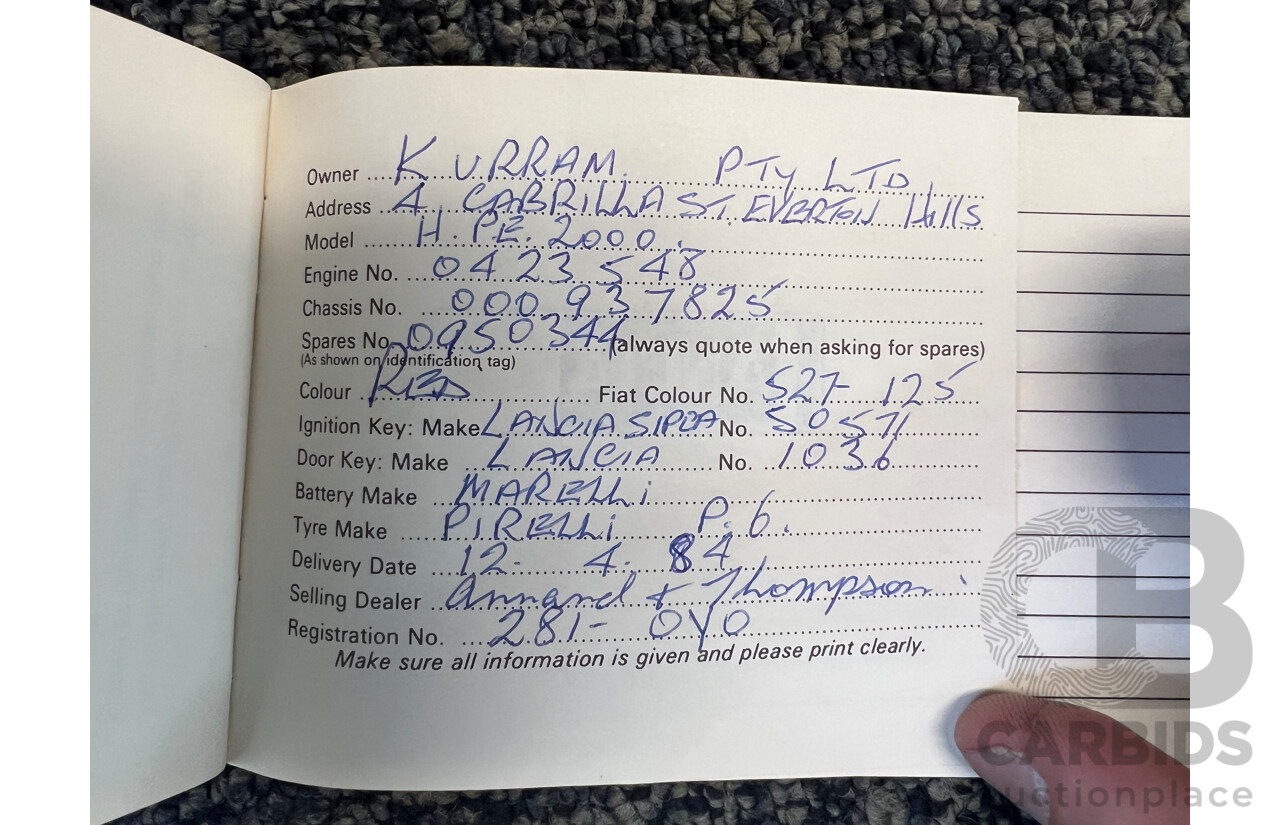 Owner .... KURRAM. PTY LTD.
Address ... 4 CABRILLA ST. EVERTON Hills
Model ....... H.PE. 2000.
Engine No. ... 0423548
Chassis No. ... 000937825
Spares No. 0950344 (always quote when asking for spares)
(As shown on identification tag)
Colour . RED ............ Fiat Colour No. 527-125
Ignition Key: Make LANCIA SIPEA No. 50571
Door Key: Make ... LANCIA ....... No. .1036
Battery Make ... MARELLi
Tyre Make ..... PIRELLi P.6.
Delivery Date ... 12. 4. 84
Selling Dealer .. Annand + Thompson
Registration No. ... 281-OYO
Make sure all information is given and please print clearly.
CB
CARBIDS
auctionplace